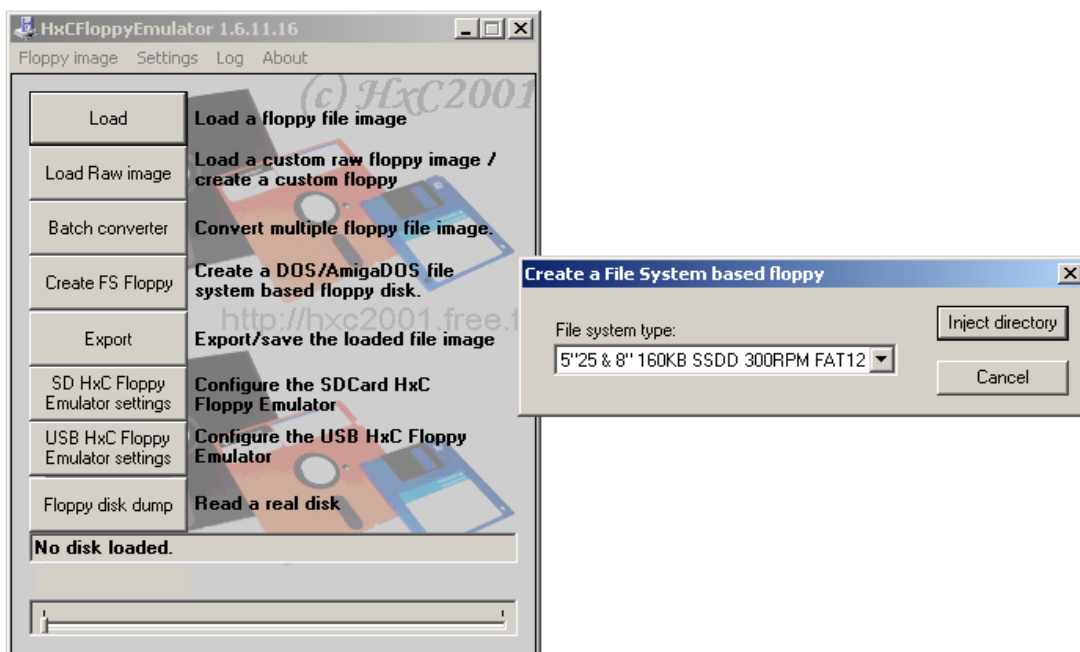 HxCFloppyEmulator 1.6.11.16
Floppy image Settings Log About
(c) HxC2001
Load
Load a floppy file image
Load Raw image
Load a custom raw floppy image /
create a custom floppy
Batch converter
Convert multiple floppy file image.
Create FS Floppy
Create a DOS/AmigaDOS file
system based floppy disk.
http://hxc2001.free.f
Export
Export/save the loaded file image
SD HxC Floppy
Emulator settings
Configure the SDCard HxC
Floppy Emulator
USB HxC Floppy
Emulator settings
Configure the USB HxC Floppy
Emulator
Floppy disk dump
Read a real disk
No disk loaded.
Create a File System based floppy
File system type:
5"25 & 8" 160KB SSDD 300RPM FAT12
Inject directory
Cancel